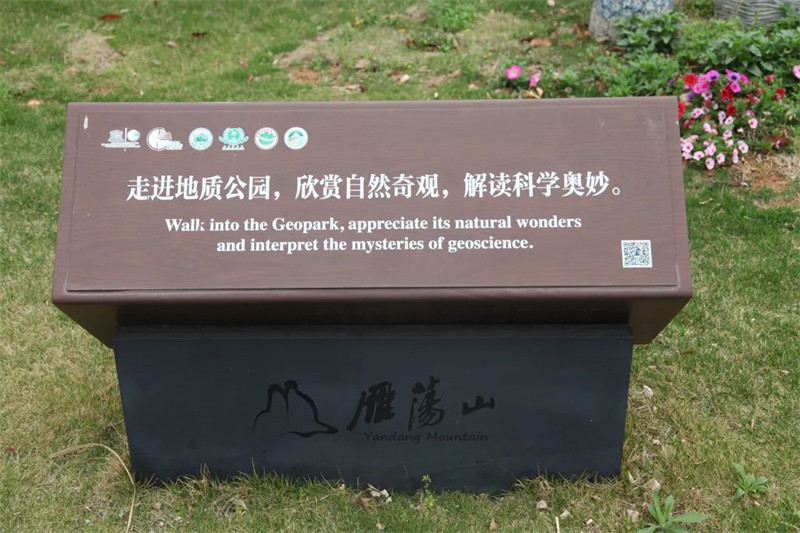 走进地质公园，欣赏自然奇观，解读科学奥妙。
Walk into the Geopark, appreciate its natural wonders
and interpret the mysteries of geoscience.
雁荡山
Yandang Mountain